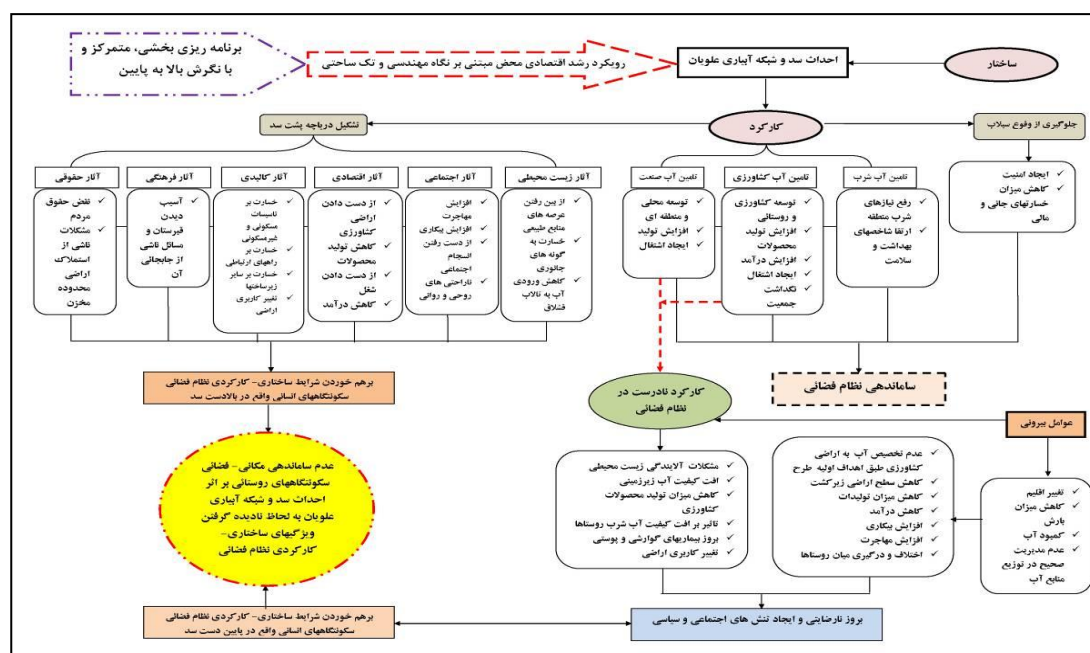 برنامه ریزی بخشی، متمرکز و
با نگرش بالا به پایین
رویکرد رشد اقتصادی محض مبتنی بر نگاه مهندسی و تک ساحتی
احداث سد و شبکه آبیاری علویان
ساختار
کارکرد
تشکیل دریاچه پشت سد
جلوگیری از وقوع سیلاب
ایجاد امنیت
کاهش میزان
خسارتهای جانی و
مالی
تامین آب شرب
رفع نیازهای
شرب منطقه
ارتقا شاخصهای
بهداشت و
سلامت
تامین آب کشاورزی
توسعه کشاورزی
و روستائی
افزایش تولید
محصولات
افزایش درآمد
ایجاد اشتغال
نگداشت
جمعیت
تامین آب صنعت
توسعه محلی
و منطقه ای
افزایش تولید
ایجاد اشتغال
آثار زیست محیطی
از بین رفتن
عرصه های
منابع طبیعی
خسارت به
گونه های
جانوری
کاهش ورودی
آب به تالاب
قشلاق
آثار اجتماعی
افزایش
مهاجرت
افزایش بیکاری
از دست رفتن
انسجام
اجتماعی
ناراحتی های
روحی و روانی
آثار اقتصادی
از دست دادن
اراضی
کشاورزی
کاهش تولید
محصولات
از دست دادن
شغل
کاهش درآمد
آثار کالبدی
خسارت بر
تاسیسات
مسکونی و
غیرمسکونی
خسارت بر
راههای ارتباطی
خسارت بر سایر
زیرساختها
تغییر کاربری
اراضی
آثار فرهنگی
آسیب
دیدن
قبرستان و
مسائل ناشی
از جابجائی
آن
آثار حقوقی
نقض حقوق
مردم
مشکلات
ناشی از
استملاک
اراضی
محدوده
مخزن
ساماندهی نظام فضائی
برهم خوردن شرایط ساختاری- کارکردی نظام فضائی
سکونتگاههای انسانی واقع در بالادست سد
کارکرد نادرست در
نظام فضائی
عوامل بیرونی
تغییر اقلیم
کاهش میزان
بارش
کمبود آب
عدم مدیریت
صحیح در توزیع
منابع آب
عدم تخصیص آب به اراضی
کشاورزی طبق اهداف اولیه طرح
کاهش سطح اراضی زیرکشت
کاهش میزان تولیدات
کاهش درآمد
افزایش بیکاری
افزایش مهاجرت
اختلاف و درگیری میان روستاها
مشکلات آلایندگی زیست محیطی
افت کیفیت آب زیرزمینی
کاهش میزان تولید محصولات
کشاورزی
تاثیر بر افت کیفیت آب شرب روستاها
بروز بیماریهای گوارشی و پوستی
تغییر کاربری اراضی
عدم ساماندهی مکانی- فضائی
سکونتگاههای روستائی بر اثر
احداث سد و شبکه آبیاری
علویان به لحاظ نادیده گرفتن
ویژگیهای ساختاری-
کارکردی نظام فضائی
بروز نارضایتی و ایجاد تنش های اجتماعی و سیاسی
برهم خوردن شرایط ساختاری- کارکردی نظام فضائی
سکونتگاههای انسانی واقع در پایین دست سد